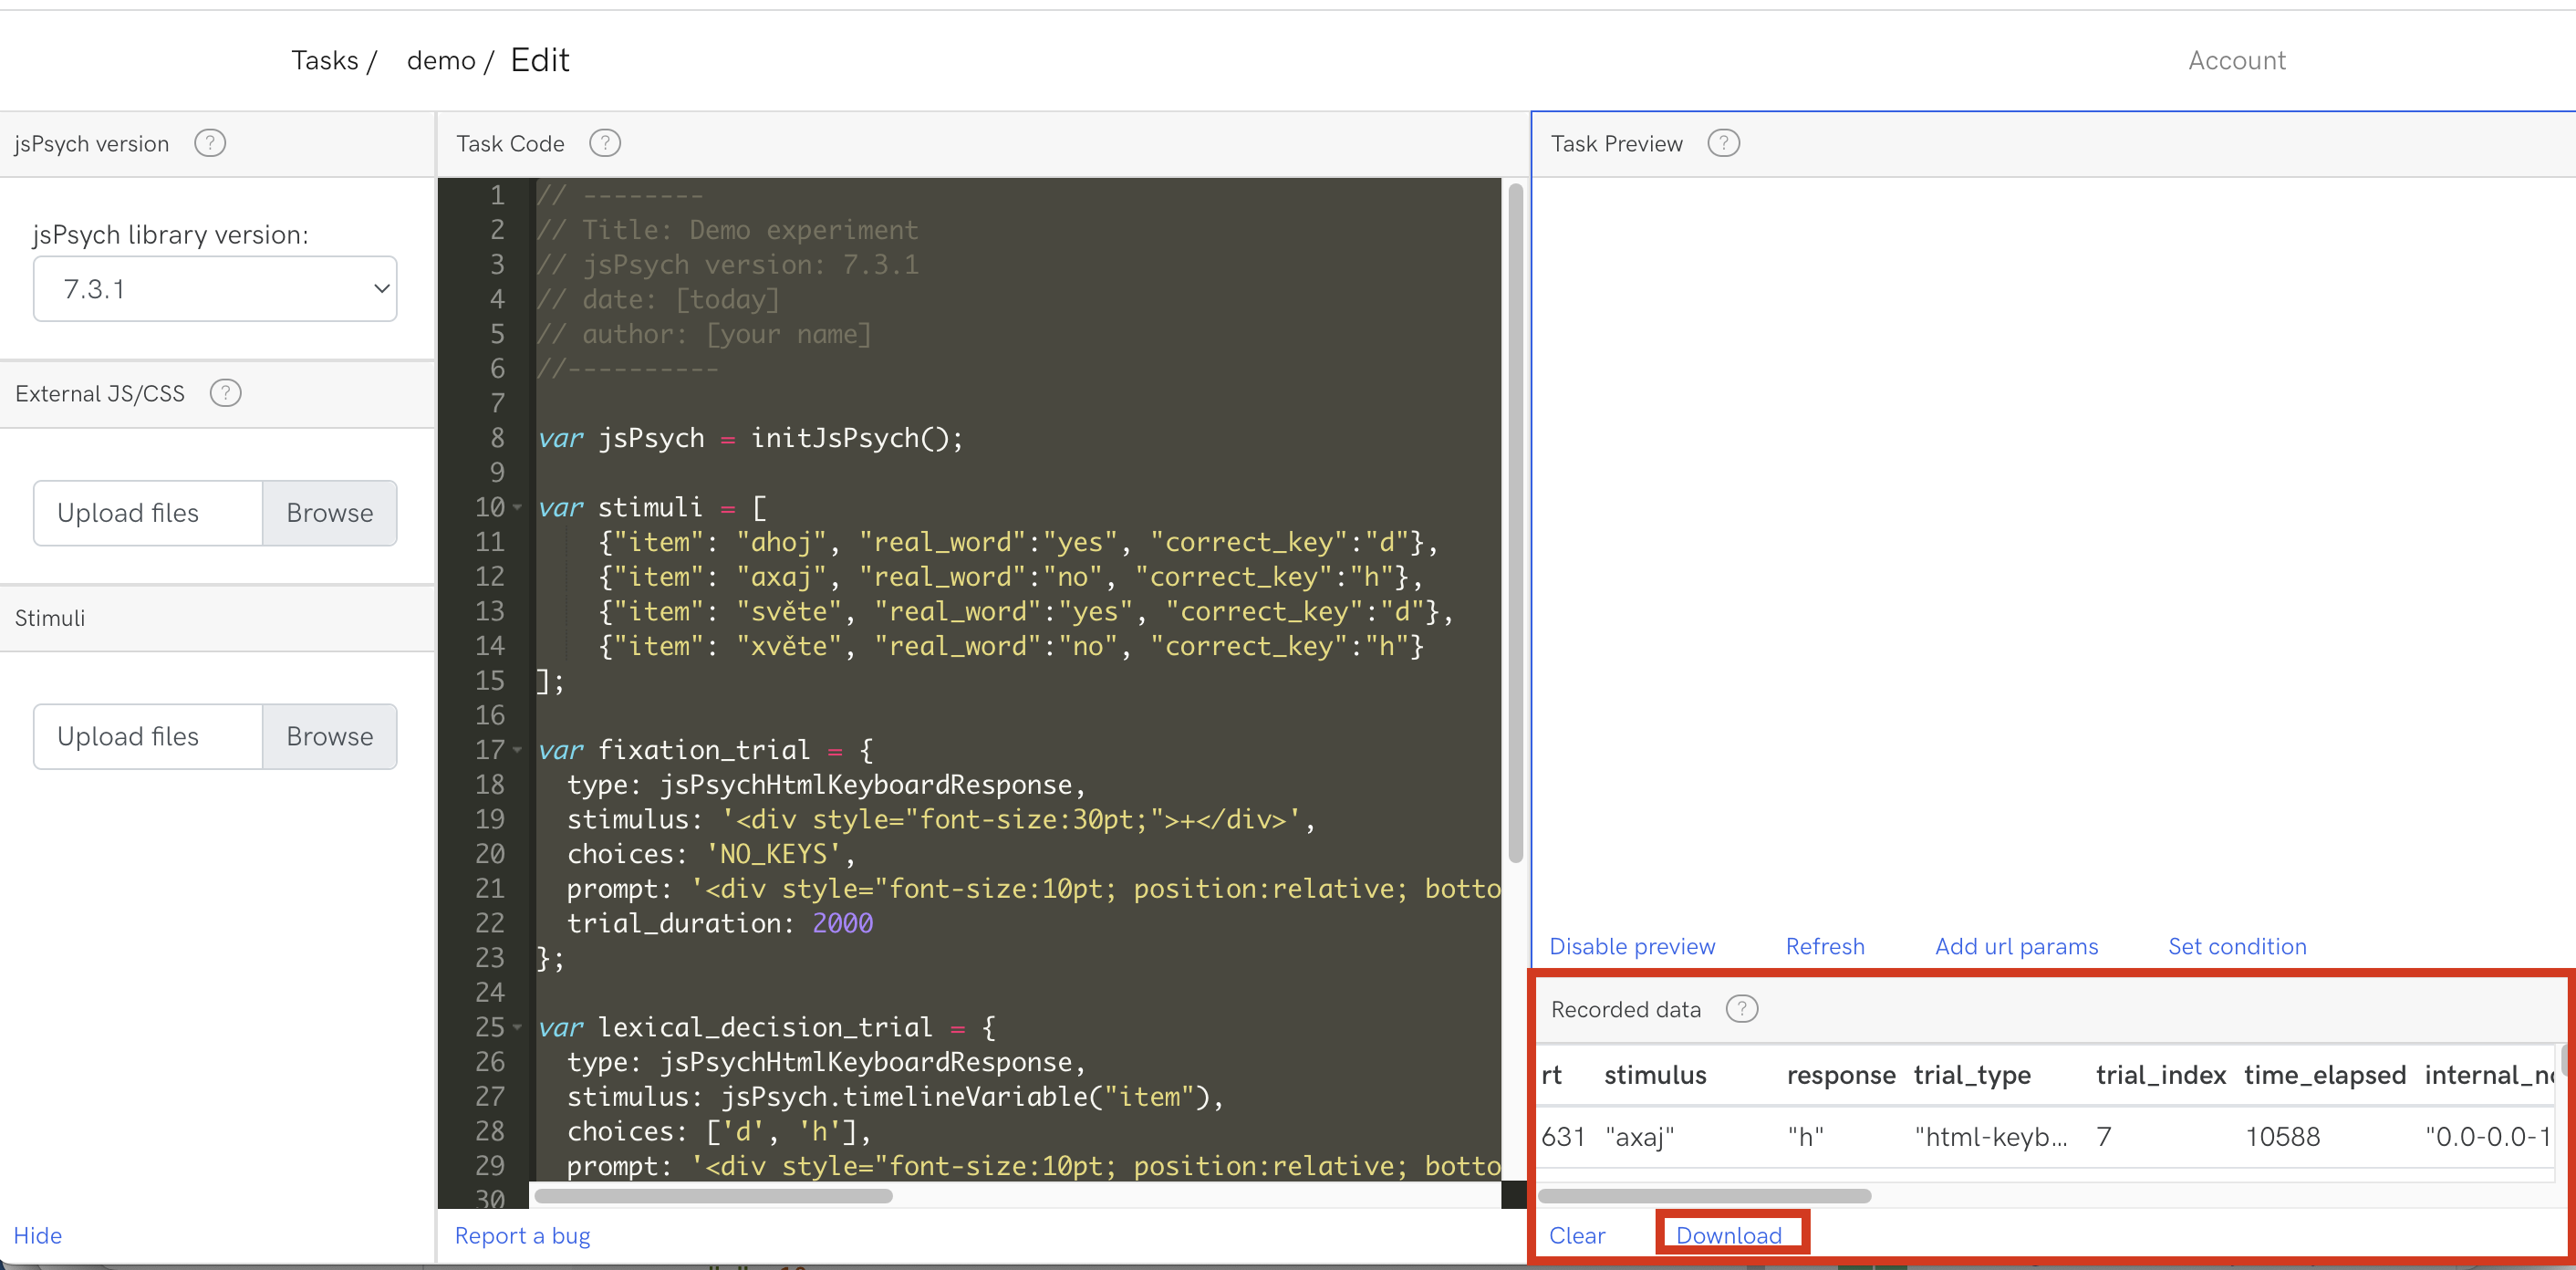 Tasks / demo / Edit
Account
jsPsych version ?
jsPsych library version:
7.3.1
External JS/CSS ?
Upload files Browse
Stimuli
Upload files Browse
Hide
Task Code ?
1 // --------
2 // Title: Demo experiment
3 // jsPsych version: 7.3.1
4 // date: [today]
5 // author: [your name]
6 //----------
7
8 var jsPsych = initJsPsych();
9
10 var stimuli = [
11 {"item": "ahoj", "real_word":"yes", "correct_key":"d"},
12 {"item": "axaj", "real_word":"no", "correct_key":"h"},
13 {"item": "světe", "real_word":"yes", "correct_key":"d"},
14 {"item": "xvěte", "real_word":"no", "correct_key":"h"}
15 ];
16
17 var fixation_trial = {
18 type: jsPsychHtmlKeyboardResponse,
19 stimulus: '<div style="font-size:30pt;">+</div>',
20 choices: 'NO_KEYS',
21 prompt: '<div style="font-size:10pt; position:relative; botto
22 trial_duration: 2000
23 };
24
25 var lexical_decision_trial = {
26 type: jsPsychHtmlKeyboardResponse,
27 stimulus: jsPsych.timelineVariable("item"),
28 choices: ['d', 'h'],
29 prompt: '<div style="font-size:10pt; position:relative; botto
30
Report a bug
Task Preview ?
Disable preview Refresh Add url params Set condition
Recorded data ?
rt stimulus response trial_type trial_index time_elapsed internal_no
631 "axaj" "h" "html-keyb... 7 10588 "0.0-0.0-1
Clear Download